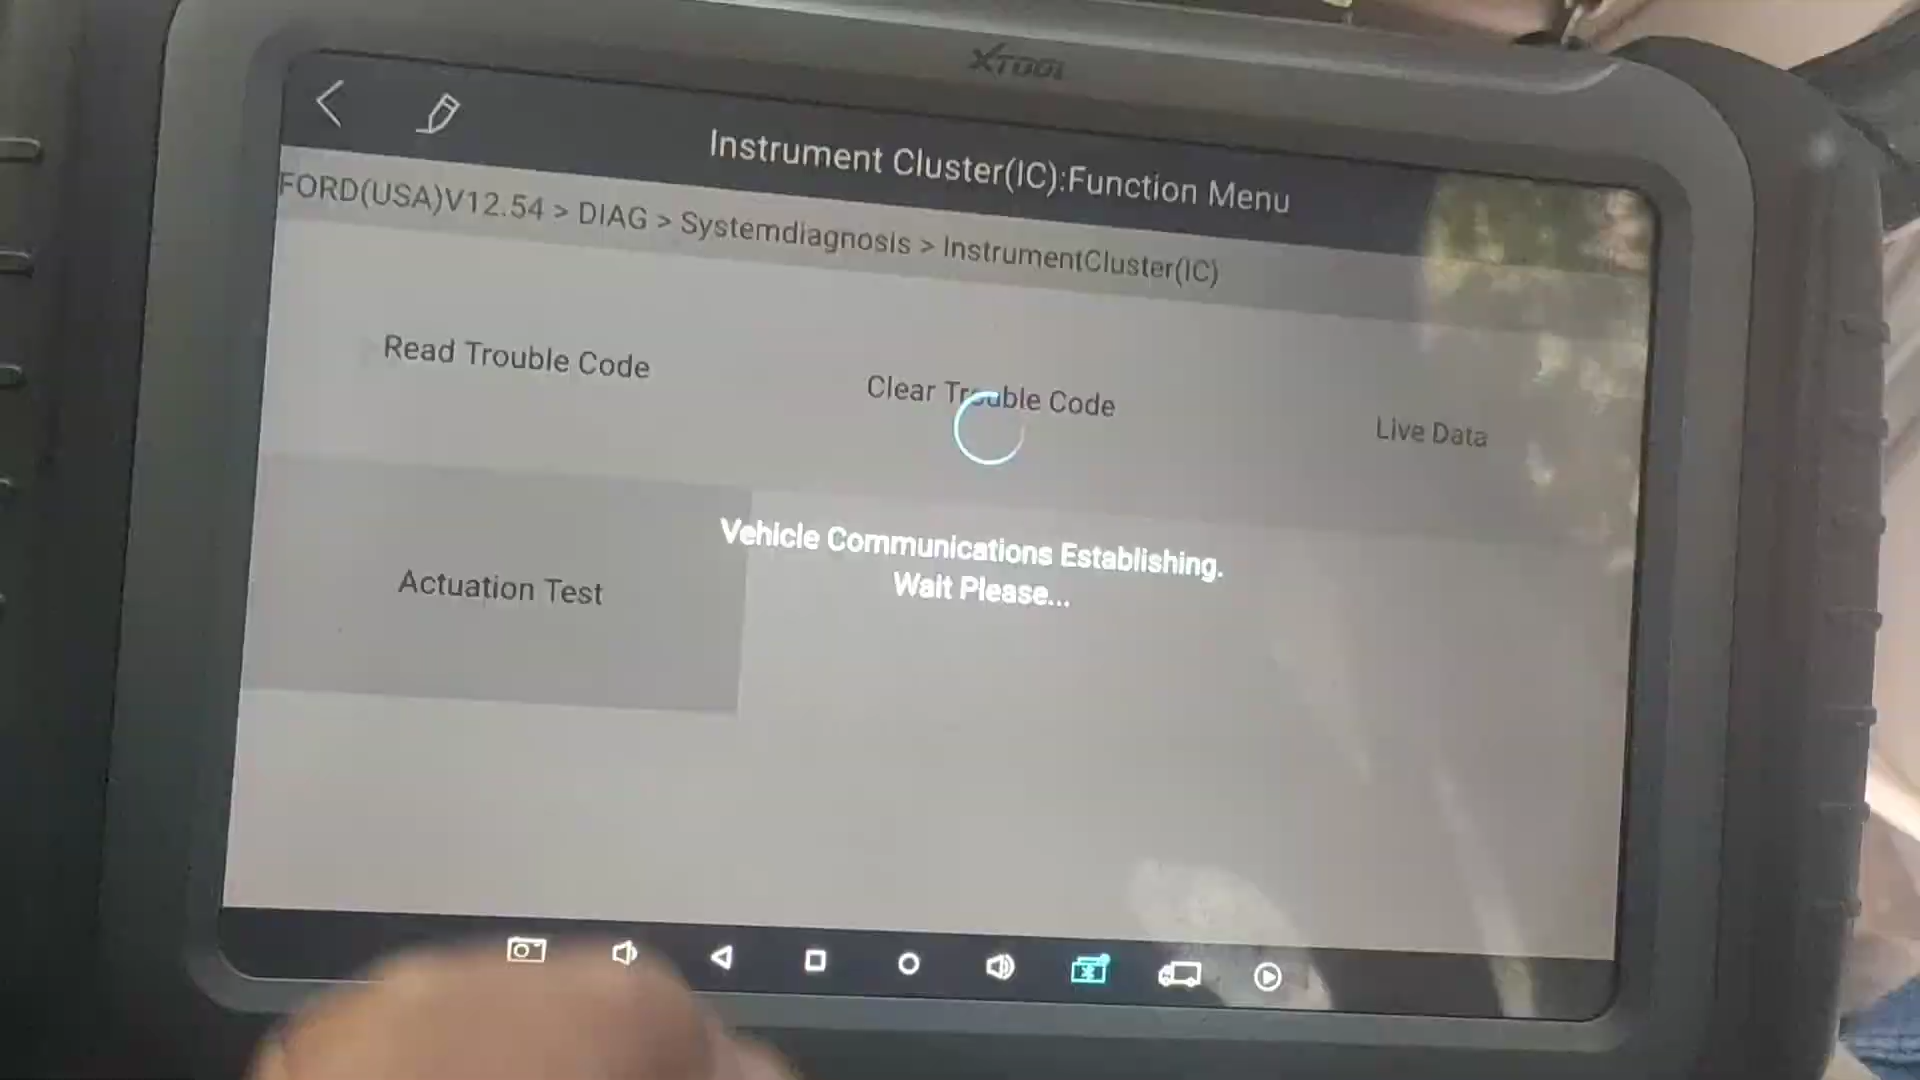 XTOOL
Instrument Cluster(IC):Function Menu
FORD(USA)V12.54 > DIAG > Systemdiagnosis > InstrumentCluster(IC)
Read Trouble Code
Clear Trouble Code
Live Data
Vehicle Communications Establishing.
Wait Please...
Actuation Test